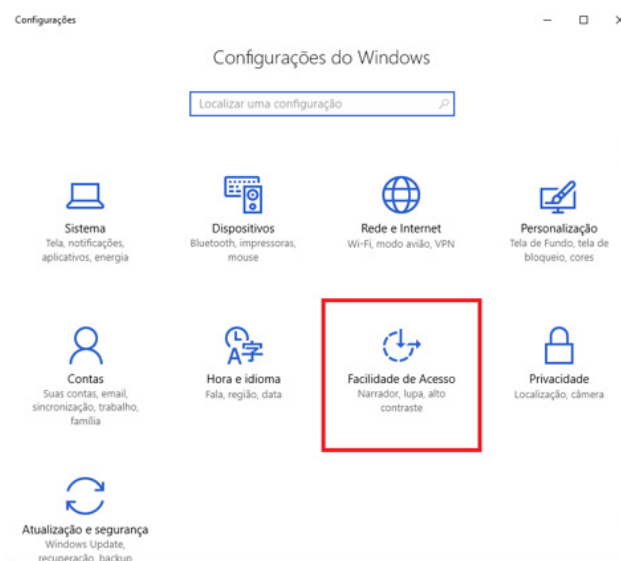 Configurações
Configurações do Windows
Localizar uma configuração
Sistema
Tela, notificações,
aplicativos, energia
Dispositivos
Bluetooth, impressoras,
mouse
Rede e Internet
Wi-Fi, modo avião, VPN
Personalização
Tela de Fundo, tela de
bloqueio, cores
Contas
Suas contas, email,
sincronização, trabalho,
família
Hora e idioma
Fala, região, data
Facilidade de Acesso
Narrador, lupa, alto
contraste
Privacidade
Localização, câmera
Atualização e segurança
Windows Update,
recuperação, backup